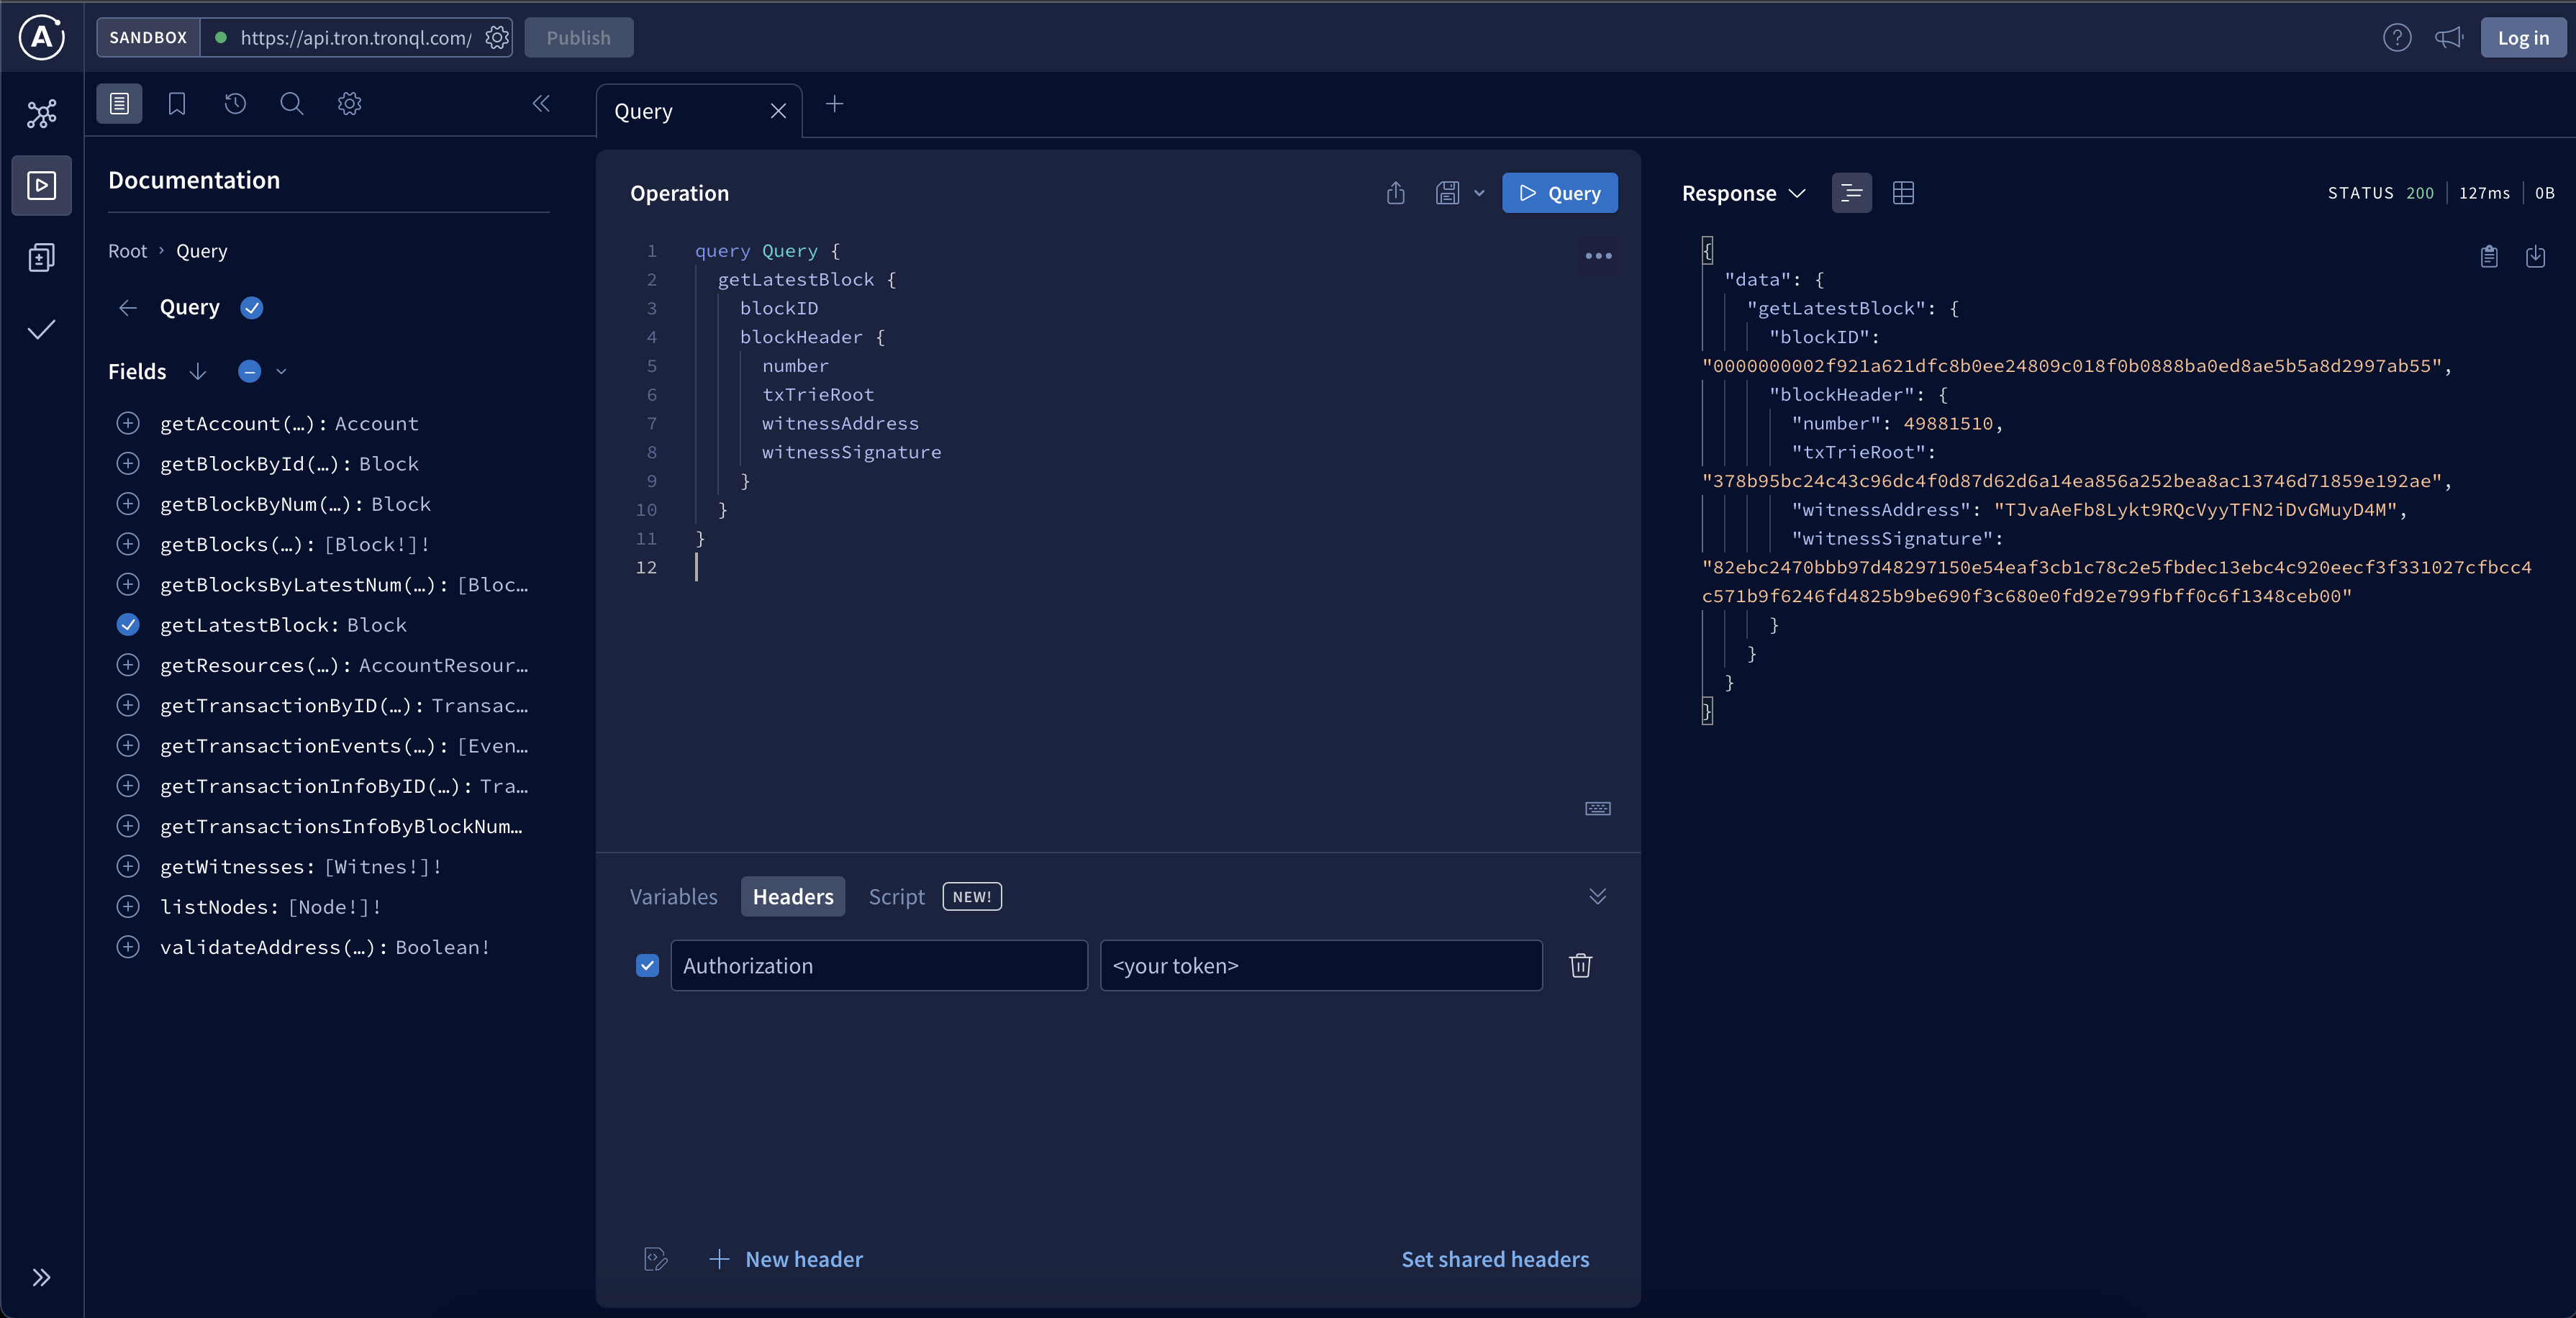 SANDBOX https://api.tron.tronql.com/ Publish
Log in
Documentation
Root › Query
Query
Fields
getAccount(…): Account
getBlockById(…): Block
getBlockByNum(…): Block
getBlocks(…): [Block!]!
getBlocksByLatestNum(…): [Bloc…
getLatestBlock: Block
getResources(…): AccountResour…
getTransactionByID(…): Transac…
getTransactionEvents(…): [Even…
getTransactionInfoByID(…): Tra…
getTransactionsInfoByBlockNum…
getWitnesses: [Witnes!]!
listNodes: [Node!]!
validateAddress(…): Boolean!
Query
Operation
Query
1 query Query {
2 getLatestBlock {
3 blockID
4 blockHeader {
5 number
6 txTrieRoot
7 witnessAddress
8 witnessSignature
9 }
10 }
11 }
12
Variables Headers Script NEW!
Authorization <your token>
New header Set shared headers
Response STATUS 200 127ms 0B
{
"data": {
"getLatestBlock": {
"blockID":
"0000000002f921a621dfc8b0ee24809c018f0b0888ba0ed8ae5b5a8d2997ab55",
"blockHeader": {
"number": 49881510,
"txTrieRoot":
"378b95bc24c43c96dc4f0d87d62d6a14ea856a252bea8ac13746d71859e192ae",
"witnessAddress": "TJvaAeFb8Lykt9RQcVyyTFN2iDvGMuyD4M",
"witnessSignature":
"82ebc2470bbb97d48297150e54eaf3cb1c78c2e5fbdec13ebc4c920eecf3f331027cfbcc4
c571b9f6246fd4825b9be690f3c680e0fd92e799fbff0c6f1348ceb00"
}
}
}
}